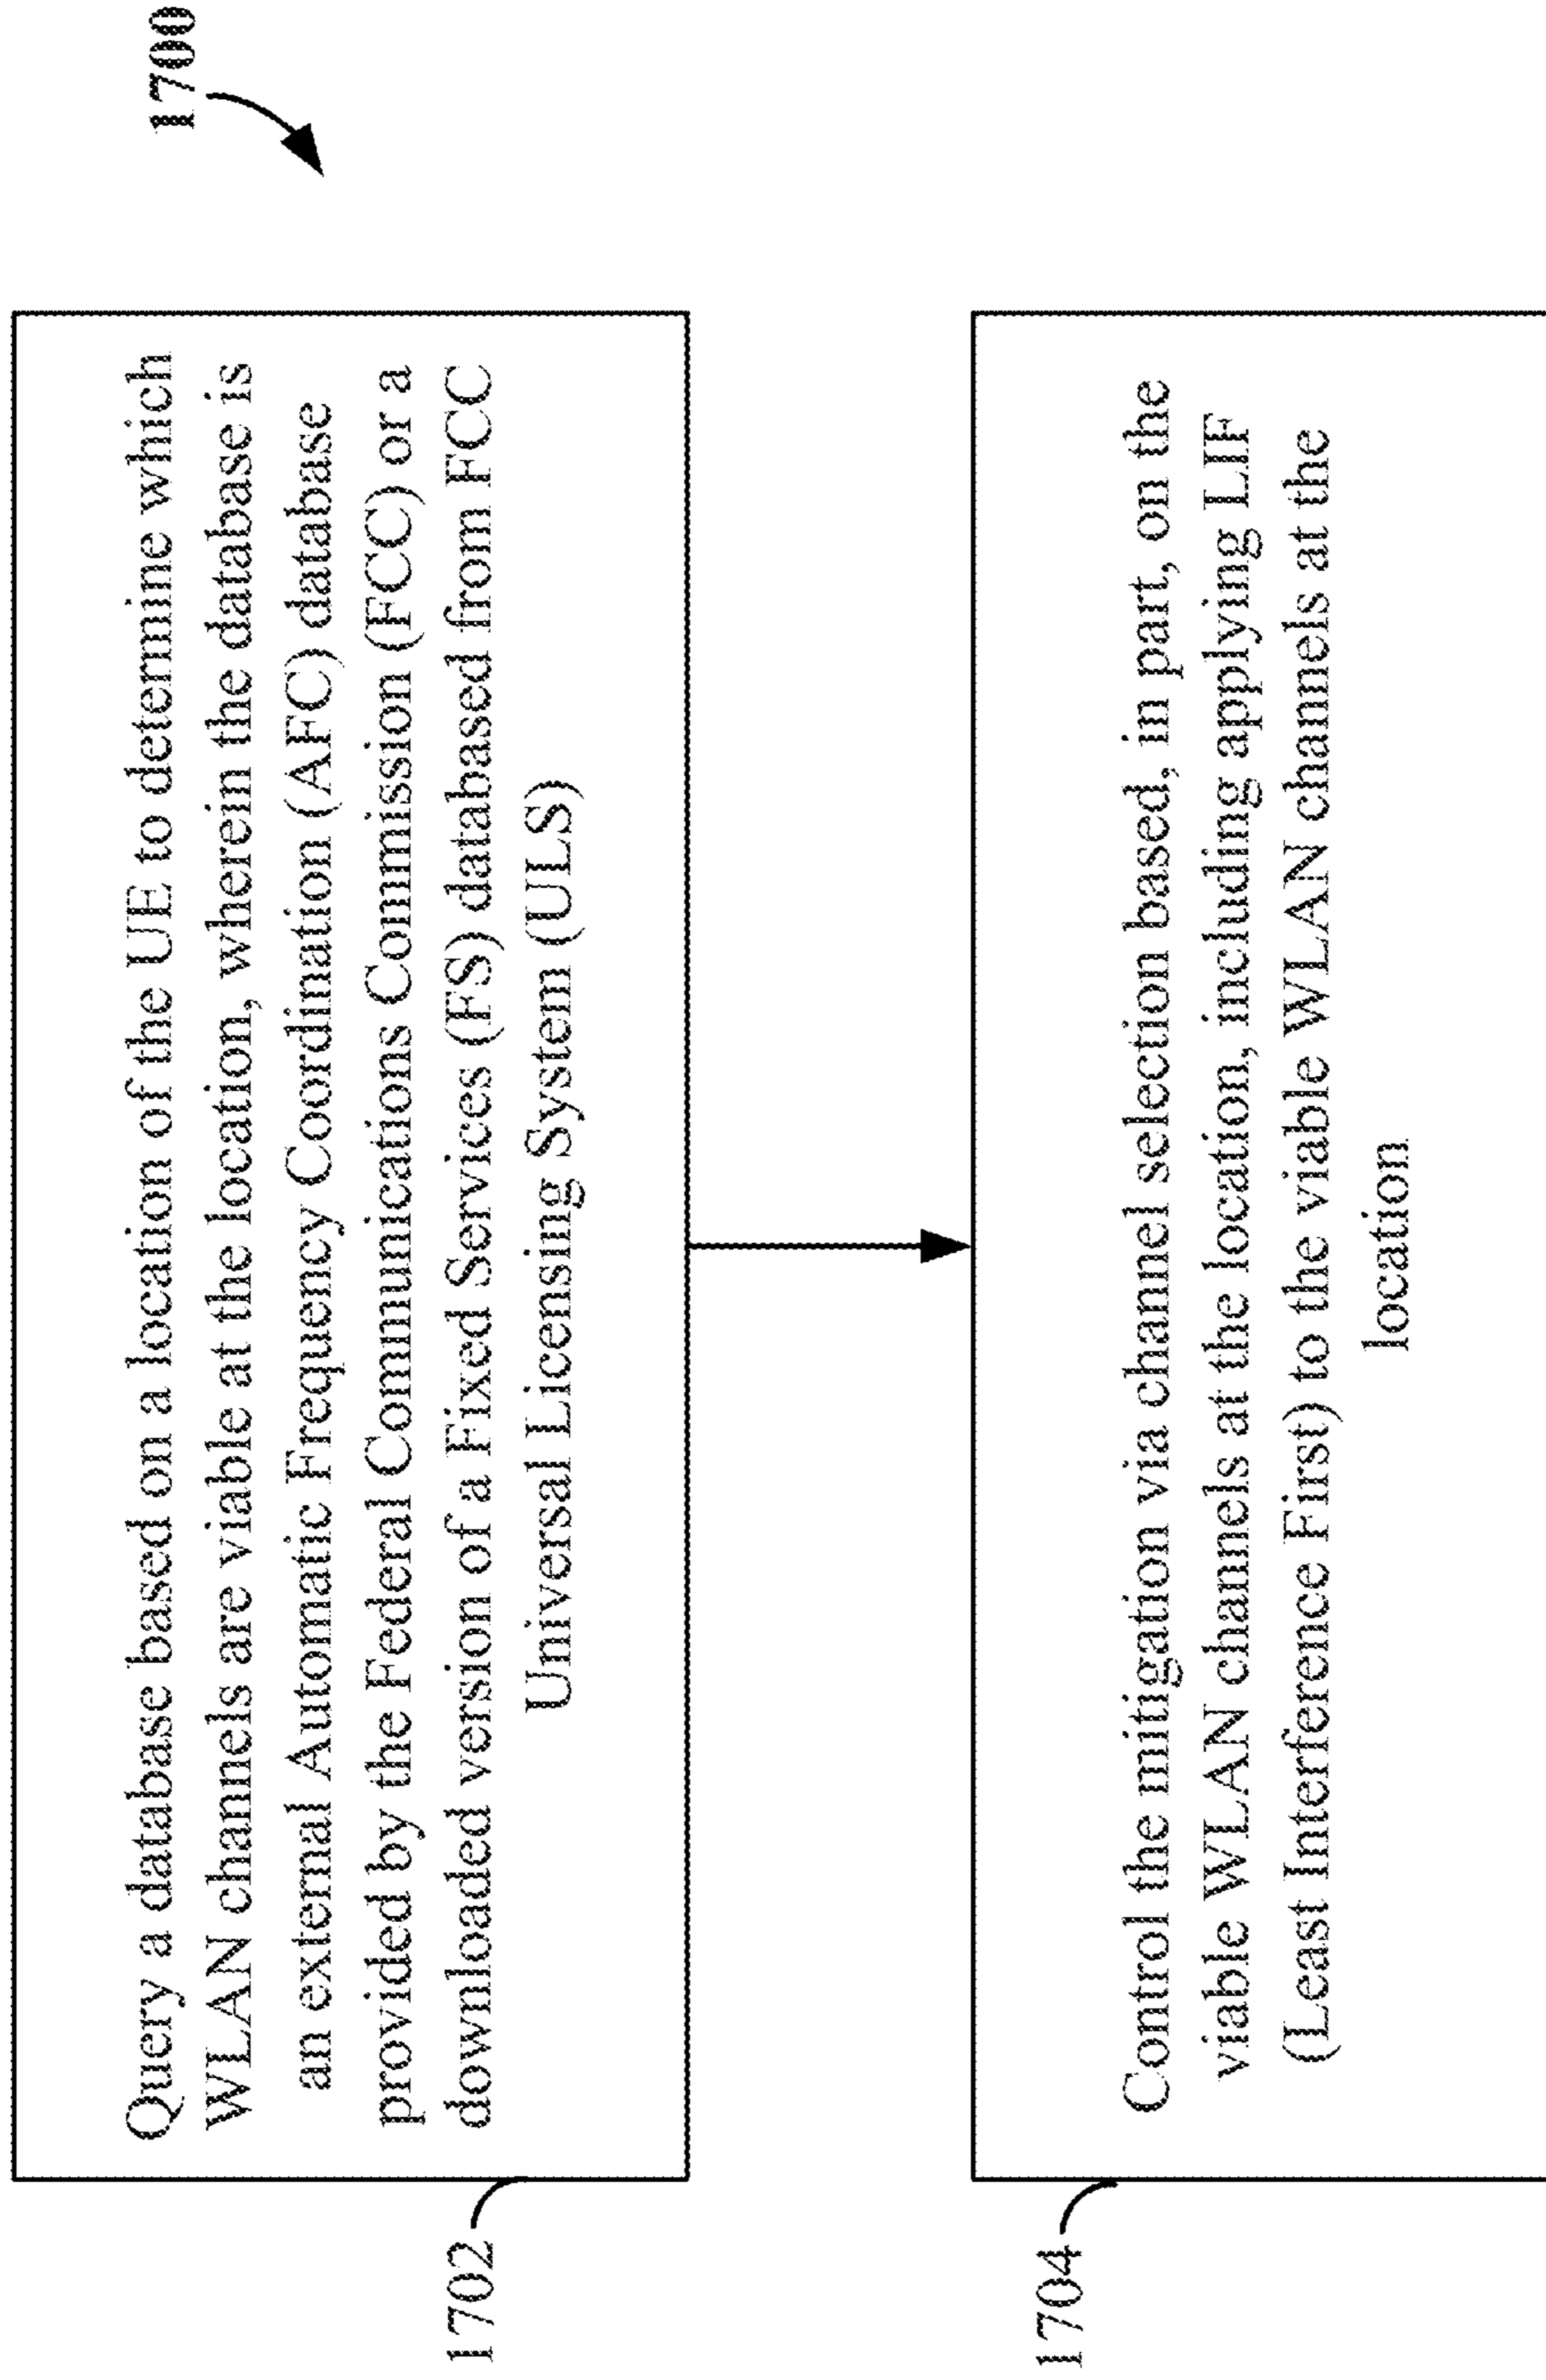 1700
1702
Query a database based on a location of the UE to determine which
WLAN channels are viable at the location, wherein the database is
an external Automatic Frequency Coordination (AFC) database
provided by the Federal Communications Commission (FCC) or a
downloaded version of a Fixed Services (FS) databased from FCC
Universal Licensing System (ULS)
1704
Control the mitigation via channel selection based, in part, on the
viable WLAN channels at the location, including applying LIF
(Least Interference First) to the viable WLAN channels at the
location